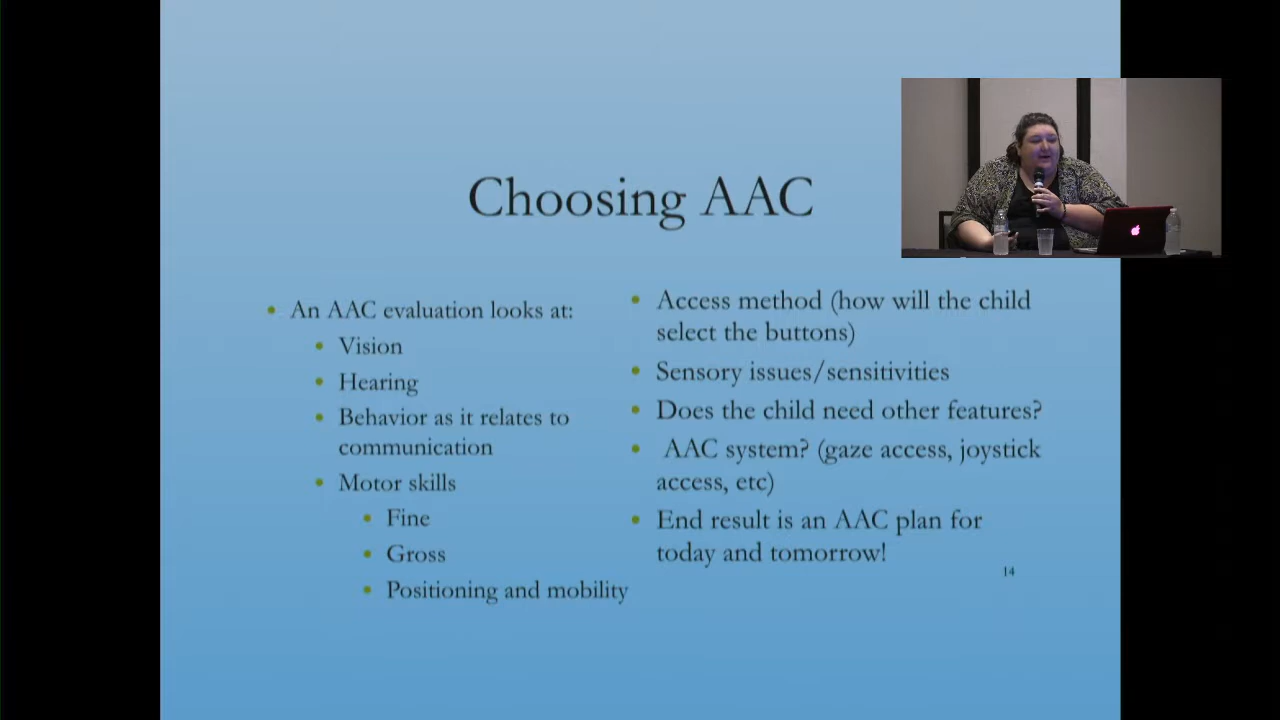 Choosing AAC
• An AAC evaluation looks at:
• Vision
• Hearing
• Behavior as it relates to
communication
• Motor skills
• Fine
• Gross
• Positioning and mobility
• Access method (how will the child
select the buttons)
• Sensory issues/sensitivities
• Does the child need other features?
• AAC system? (gaze access, joystick
access, etc)
• End result is an AAC plan for
today and tomorrow!
14